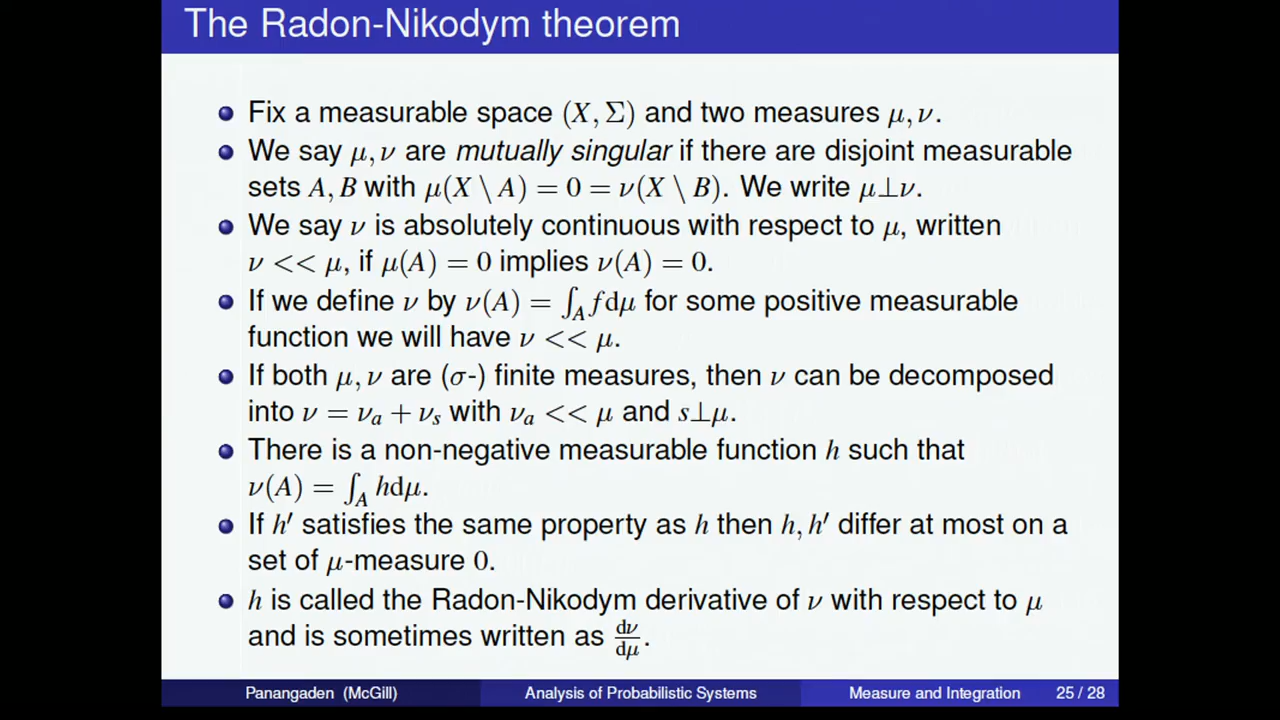 The Radon-Nikodym theorem
Fix a measurable space (X, Σ) and two measures μ, ν.
We say μ, ν are mutually singular if there are disjoint measurable
sets A, B with μ(X \ A) = 0 = ν(X \ B). We write μ⊥ν.
We say ν is absolutely continuous with respect to μ, written
ν << μ, if μ(A) = 0 implies ν(A) = 0.
If we define ν by ν(A) = ∫_A fdμ for some positive measurable
function we will have ν << μ.
If both μ, ν are (σ-) finite measures, then ν can be decomposed
into ν = ν_a + ν_s with ν_a << μ and s⊥μ.
There is a non-negative measurable function h such that
ν(A) = ∫_A hdμ.
If h′ satisfies the same property as h then h, h′ differ at most on a
set of μ-measure 0.
h is called the Radon-Nikodym derivative of ν with respect to μ
and is sometimes written as dν/dμ.
Panangaden (McGill) Analysis of Probabilistic Systems Measure and Integration 25 / 28